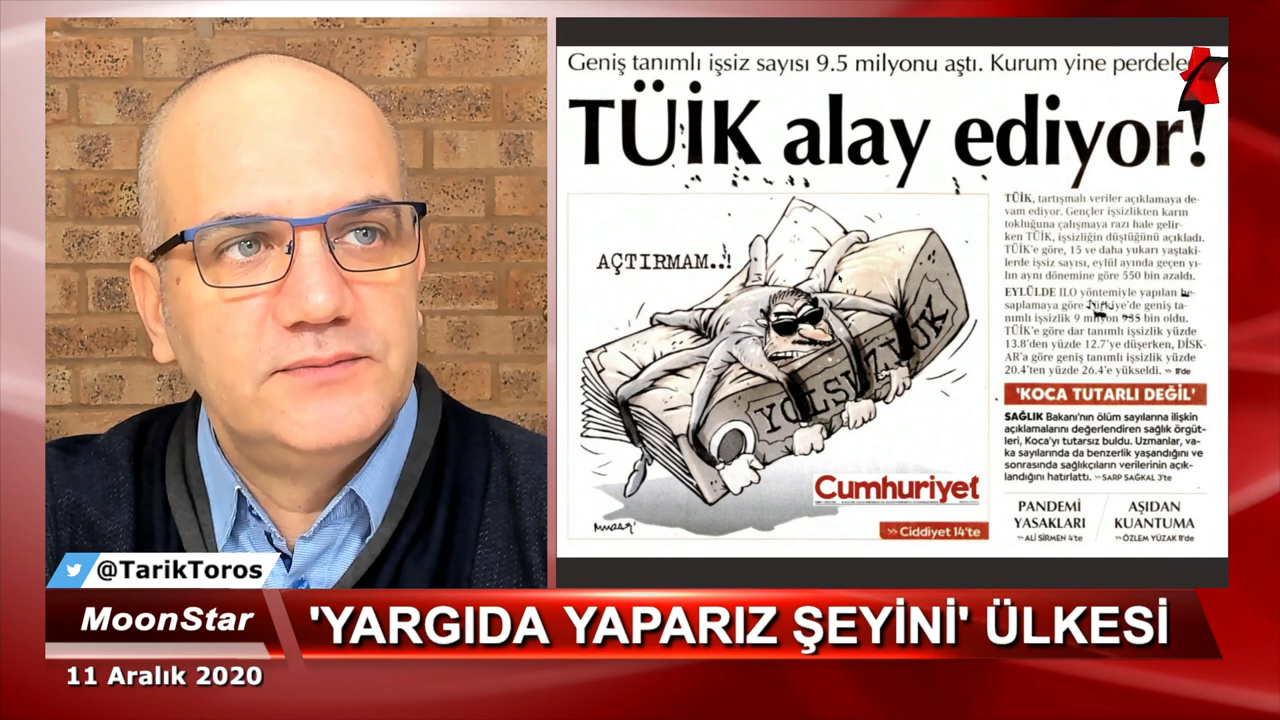 Geniş tanımlı işsiz sayısı 9.5 milyonu aştı. Kurum yine perdele
TÜİK alay ediyor!
AÇTIRMAM..!
YOLSUZLUK
Cumhuriyet
>> Ciddiyet 14'te
TÜİK, tartışmalı veriler açıklamaya de-
vam ediyor. Gençler işsizlikten karın
tokluğuna çalışmaya razı hale gelir-
ken TÜİK, işsizliğin düştüğünü açıkladı.
TÜİK'e göre, 15 ve daha yukarı yaştaki-
lerde işsiz sayısı, eylül ayında geçen yı-
lın aynı dönemine göre 550 bin azaldı.
EYLÜLDE ILO yöntemiyle yapılan he-
saplamaya göre Türkiye'de geniş ta-
nımlı işsizlik 9 milyon 935 bin oldu.
TÜİK'e göre dar tanımlı işsizlik yüzde
13.8'den yüzde 12.7'ye düşerken, DİSK-
AR'a göre geniş tanımlı işsizlik yüzde
20.4'ten yüzde 26.4'e yükseldi. >> 11'de
'KOCA TUTARLI DEĞİL'
SAĞLIK Bakanı'nın ölüm sayılarına ilişkin
açıklamalarını değerlendiren sağlık örgüt-
leri, Koca'yı tutarsız buldu. Uzmanlar, va-
ka sayılarında da benzerlik yaşandığını ve
sonrasında sağlıkçıların verilerinin açık-
landığını hatırlattı. >> SARP SAĞKAL 3'te
PANDEMİ
YASAKLARI
>> ALİ SİRMEN 4'te
AŞIDAN
KUANTUMA
>> ÖZLEM YÜZAK 11'de
@TarikToros
MoonStar
'YARGIDA YAPARIZ ŞEYİNİ' ÜLKESİ
11 Aralık 2020